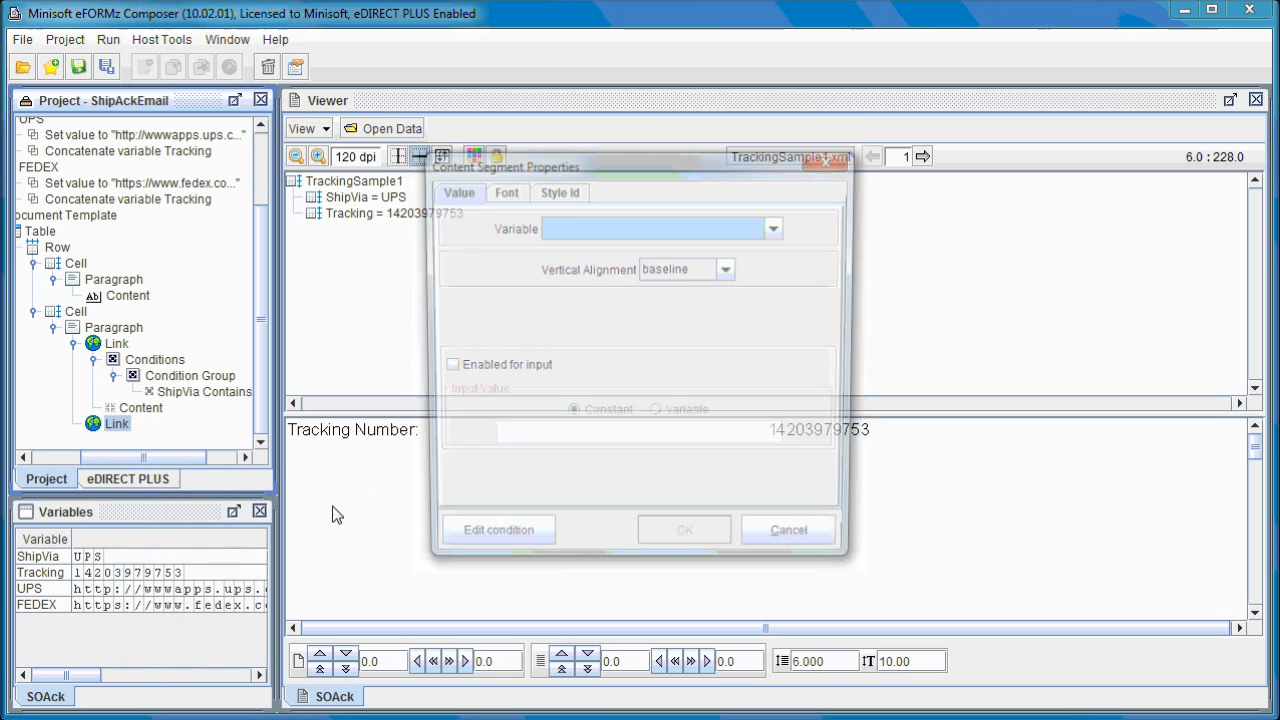 Minisoft eFORMz Composer (10.02.01), Licensed to Minisoft, eDIRECT PLUS Enabled
File Project Run Host Tools Window Help
Project - ShipAckEmail
UPS
Set value to "http://wwwapps.ups.c..."
Concatenate variable Tracking
FEDEX
Set value to "https://www.fedex.co..."
Concatenate variable Tracking
ocument Template
Table
Row
Cell
Paragraph
Content
Cell
Paragraph
Link
Conditions
Condition Group
ShipVia Contains
Content
Link
Project eDIRECT PLUS
Variables
Variable
ShipVia UPS
Tracking 14203979753
UPS http://wwwapps.ups.
FEDEX https://www.fedex.c
SOAck
Viewer
View Open Data
120 dpi TrackingSample1.xml 1 6.0 : 228.0
TrackingSample1
ShipVia = UPS
Tracking = 14203979753
Content Segment Properties
Value Font Style Id
Variable
Vertical Alignment baseline
Enabled for input
Input Value
Constant Variable
Edit condition OK Cancel
Tracking Number: 14203979753
0.0 0.0 0.0 0.0 6.000 10.00
SOAck